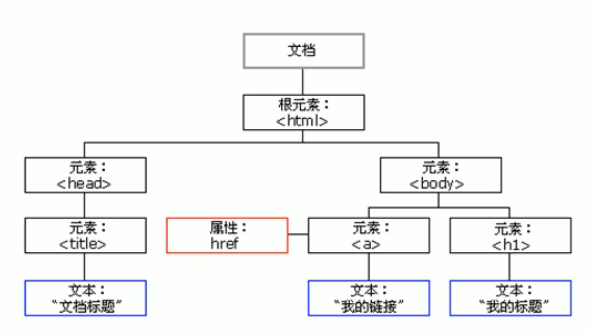 文档
根元素：
<html>
元素：
<head>
元素：
<body>
元素：
<title>
属性：
href
元素：
<a>
元素：
<h1>
文本：
“文档标题”
文本：
“我的链接”
文本：
“我的标题”